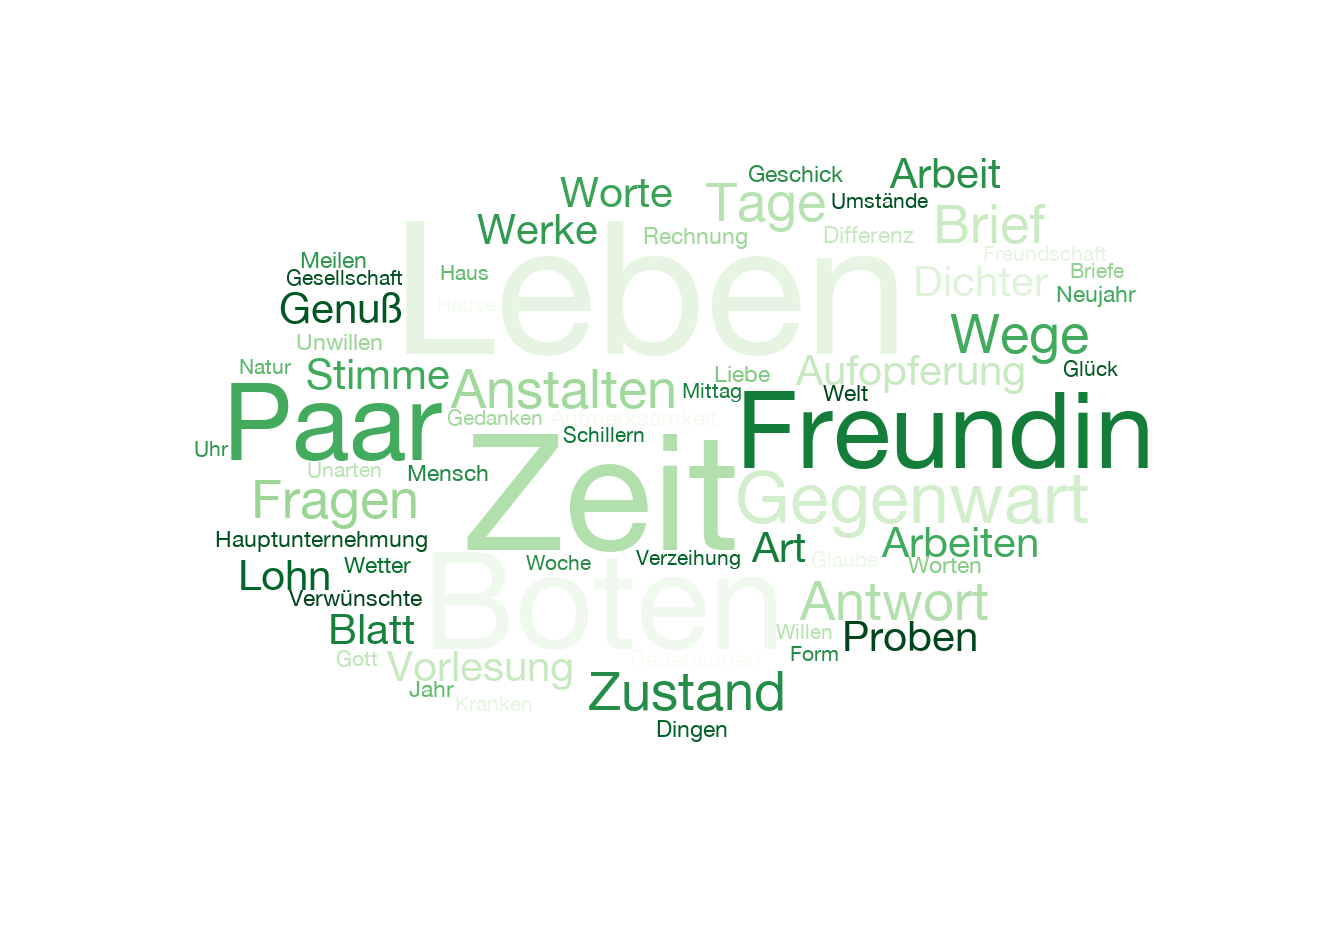 Arbeit
Geschick
Worte
Tage
Umstände
Werke
Brief
Rechnung
Differenz
Leben
Freundschaft
Meilen
Gesellschaft
Haus
Briefe
Dichter
Neujahr
Hause
Genuß
Wege
Unwillen
Natur
Stimme
Liebe
Aufopferung
Glück
Anstalten
Mittag
Welt
Paar
Gedanken
Aufmerksamkeit
Freundin
Schillern
Uhr
Unarten
Mensch
Zeit
Fragen
Gegenwart
Hauptunternehmung
Arbeiten
Art
Woche
Verzeihung
Glaube
Worten
Wetter
Lohn
Verwünschte
Boten
Antwort
Blatt
Willen
Proben
Form
Gott
Vorlesung
Redensarten
Jahr
Zustand
Kranken
Dingen